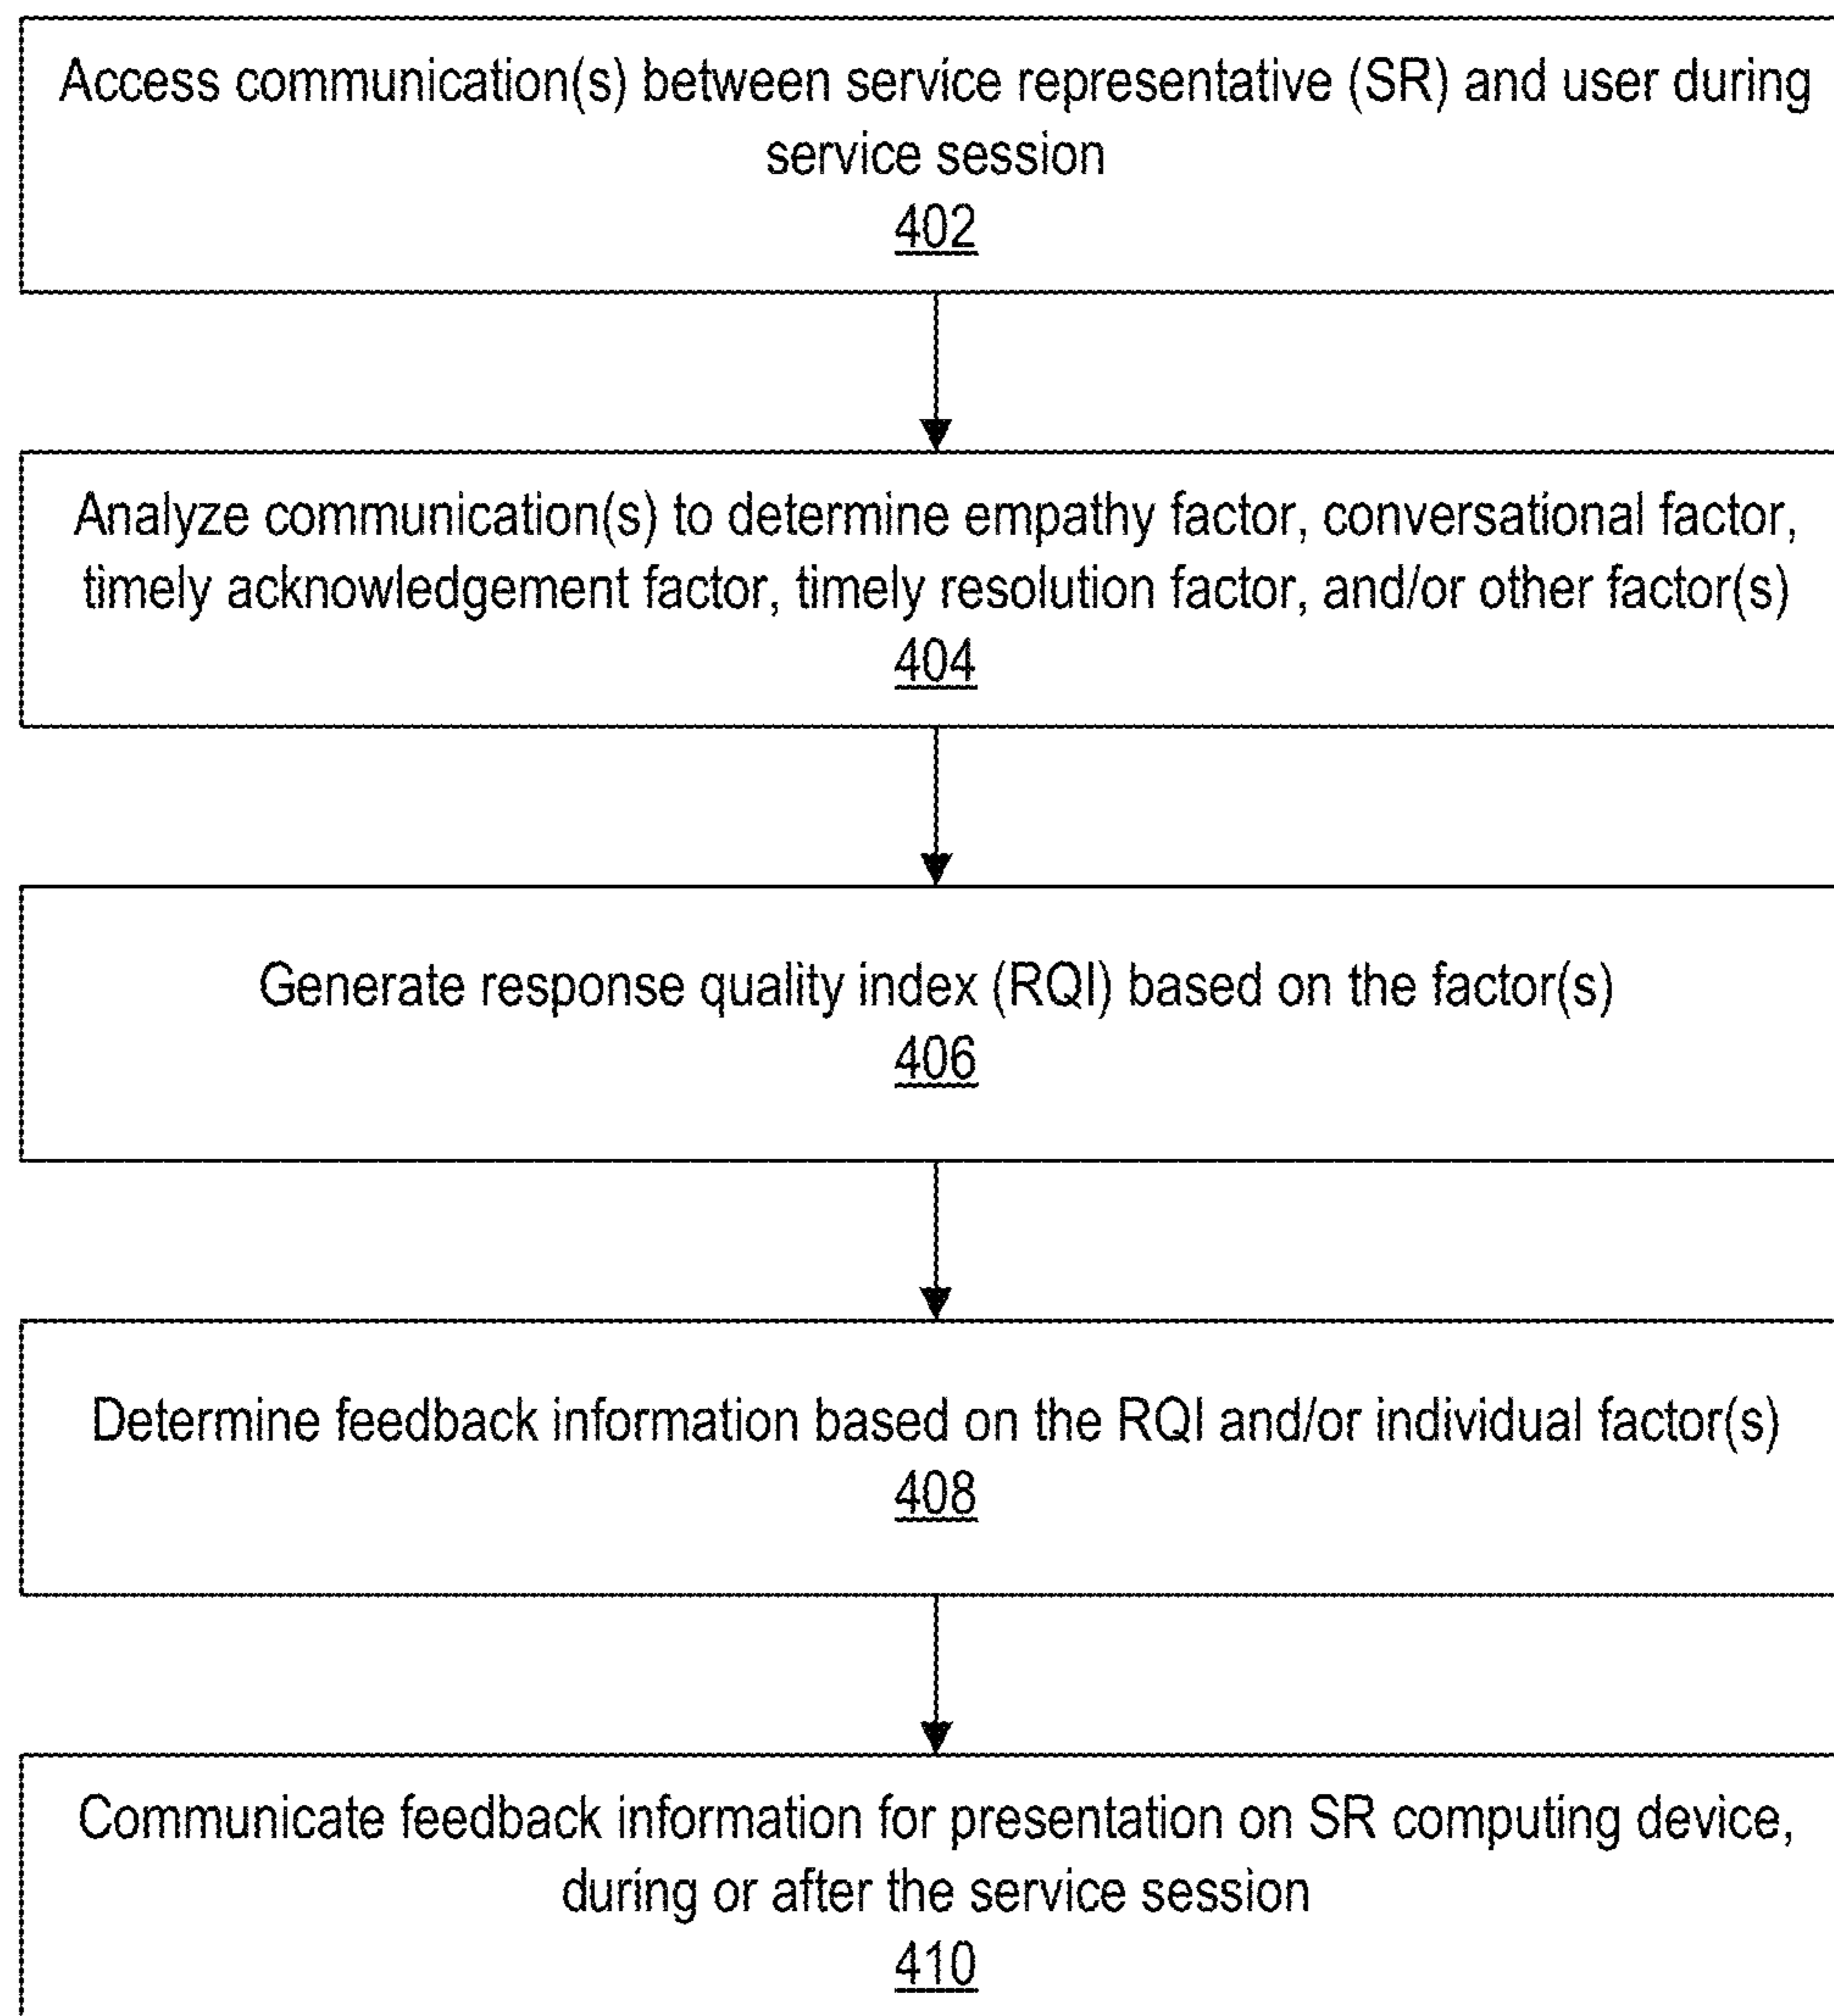 Access communication(s) between service representative (SR) and user during
service session
402
Analyze communication(s) to determine empathy factor, conversational factor,
timely acknowledgement factor, timely resolution factor, and/or other factor(s)
404
Generate response quality index (RQI) based on the factor(s)
406
Determine feedback information based on the RQI and/or individual factor(s)
408
Communicate feedback information for presentation on SR computing device,
during or after the service session
410